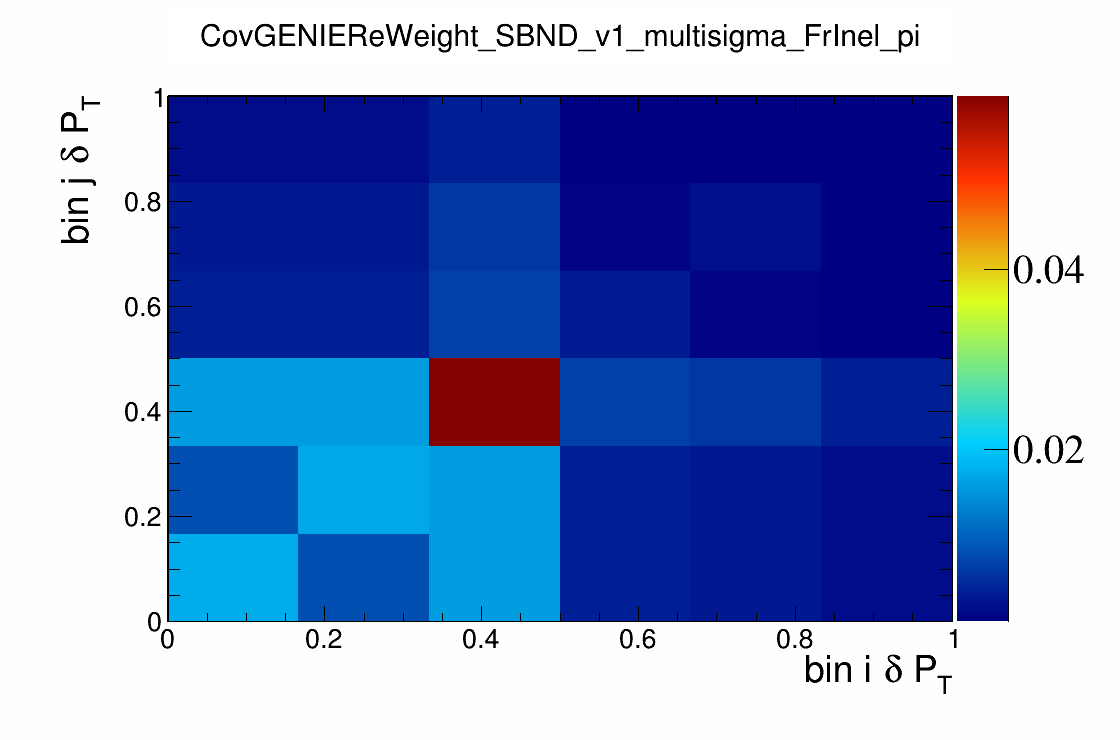 CovGENIEReWeight_SBND_v1_multisigma_FrInel_pi
bin j δ P_T
1
0.8
0.6
0.4
0.2
0
0 0.2 0.4 0.6 0.8 1
bin i δ P_T
0.04
0.02